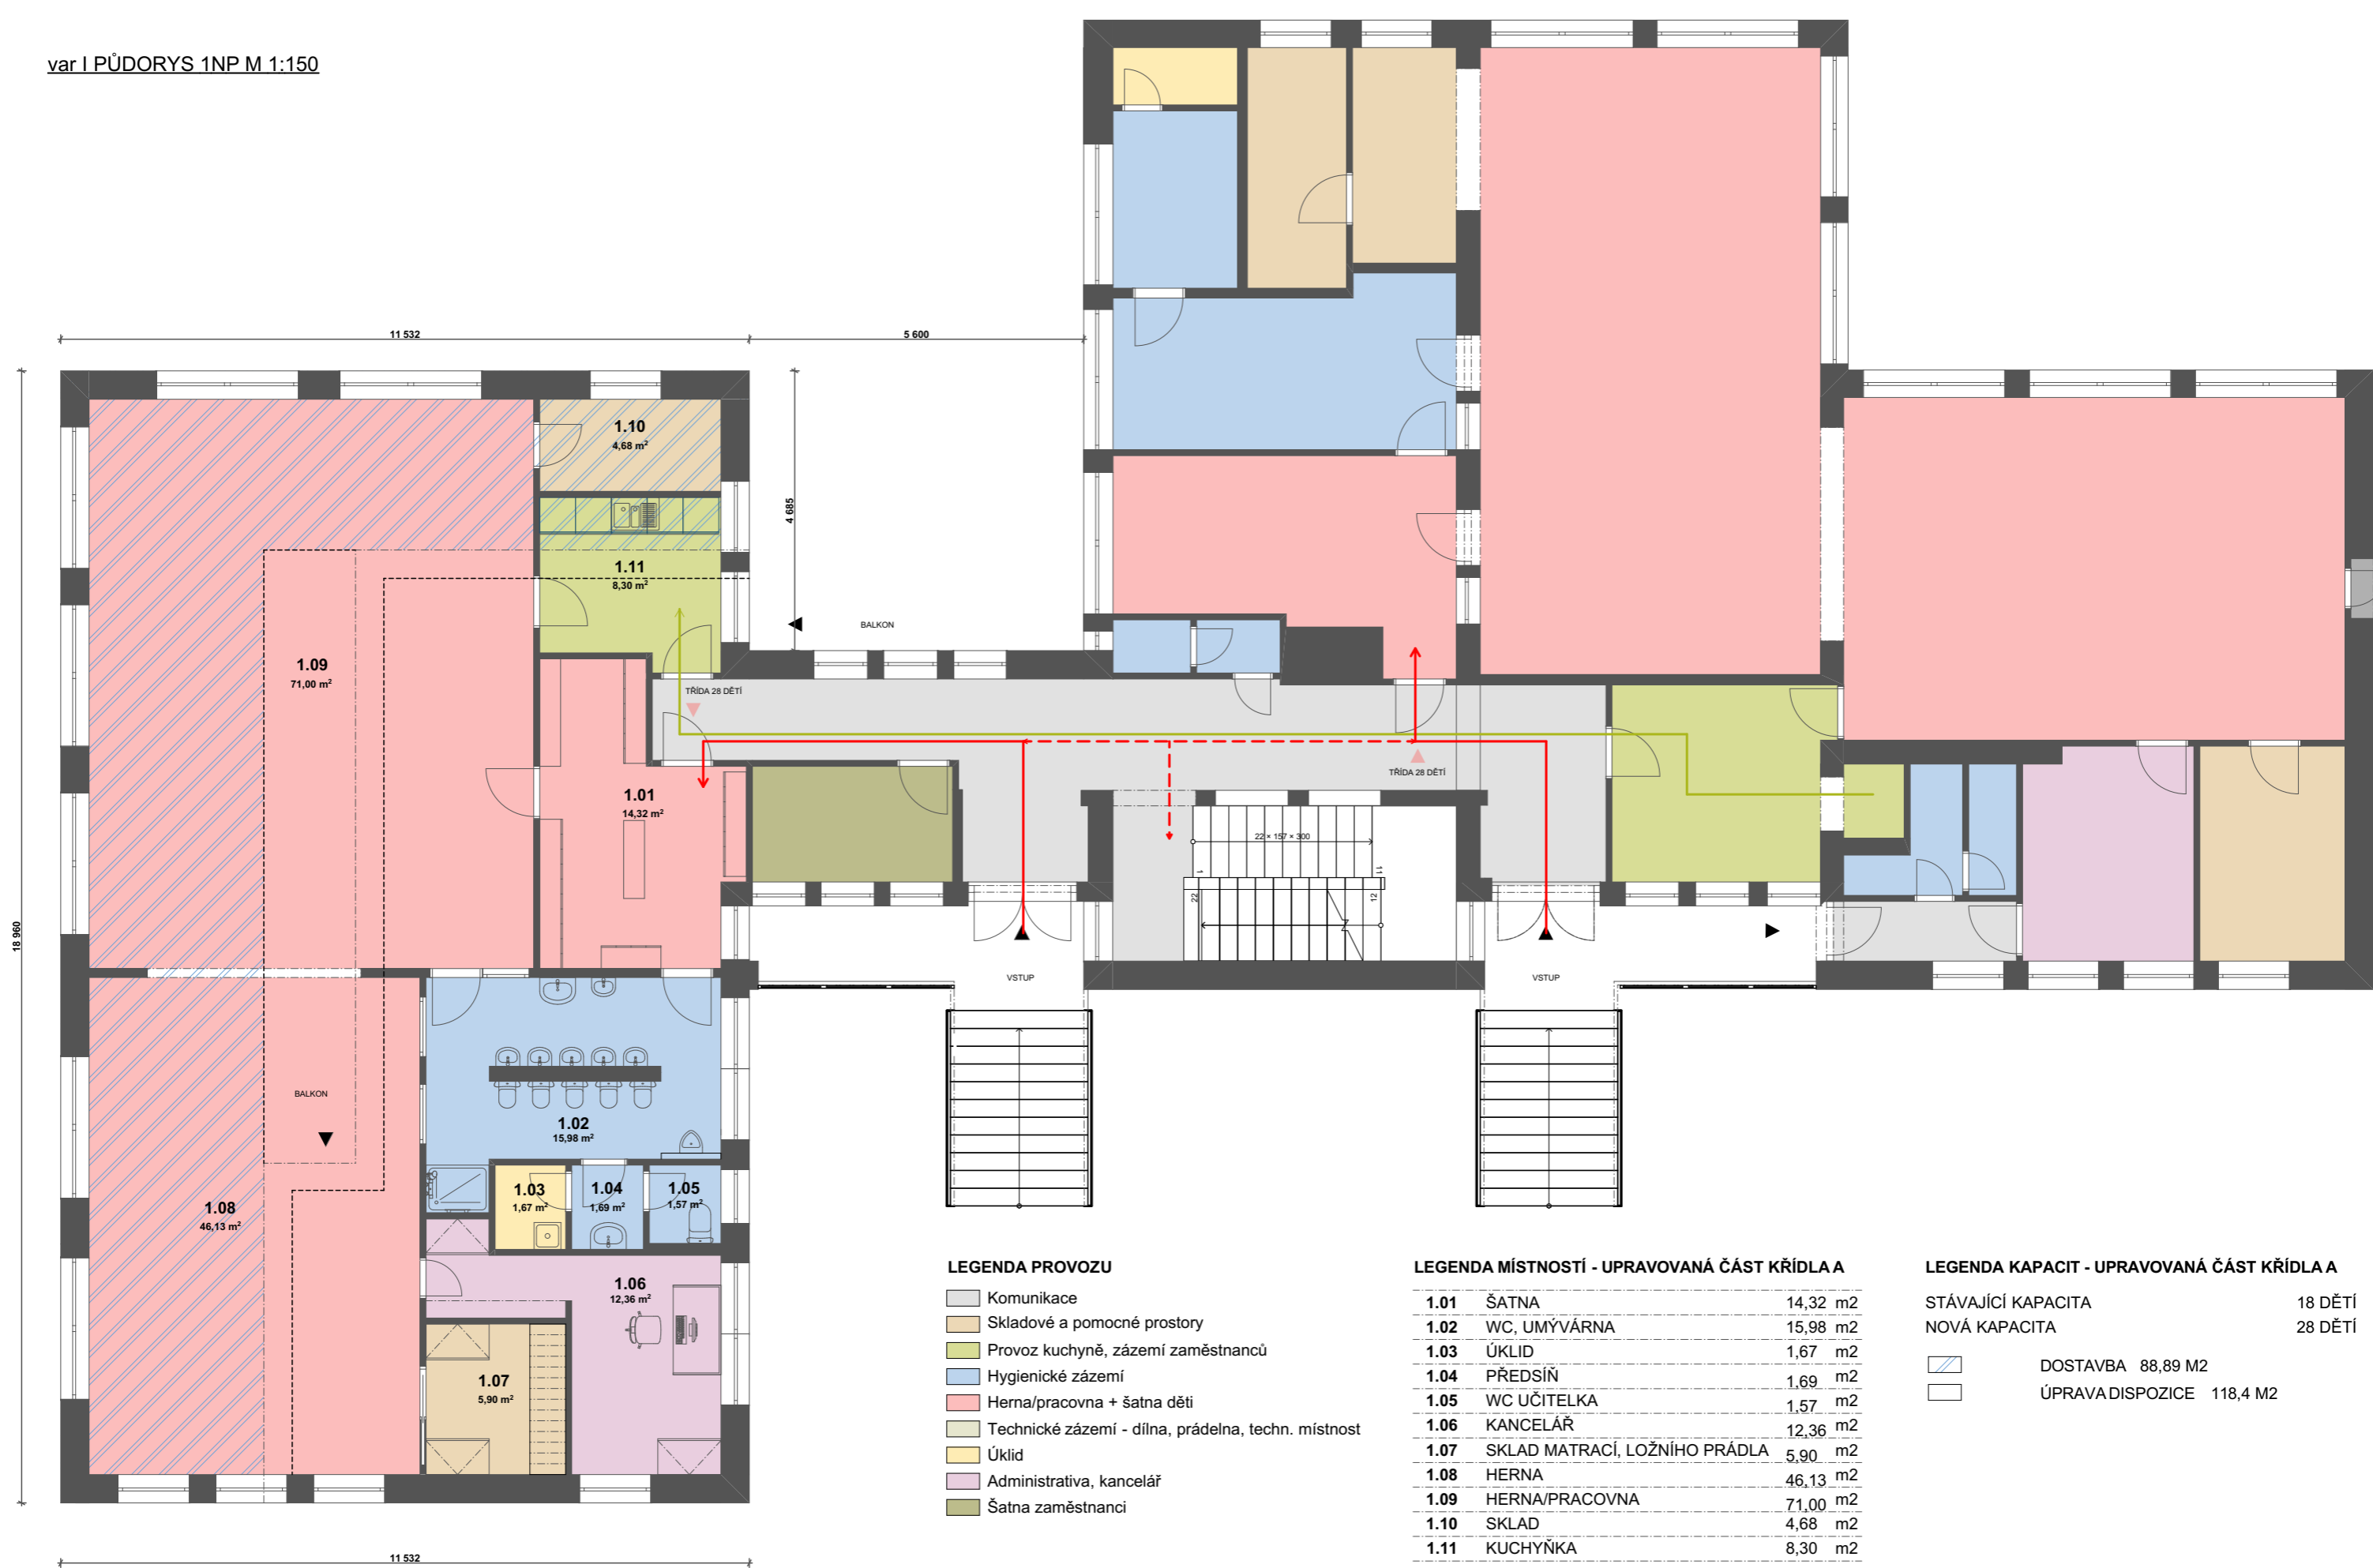 var I PŮDORYS 1NP M 1:150
11 532
5 600
18 960
4 685
1.10
4,68 m²
1.11
8,30 m²
BALKON
1.09
71,00 m²
TŘÍDA 28 DĚTÍ
TŘÍDA 28 DĚTÍ
1.01
14,32 m²
22 × 157 × 300
1
11
22
12
VSTUP
VSTUP
BALKON
1.02
15,98 m²
1.03
1,67 m²
1.04
1,69 m²
1.05
1,57 m²
1.08
46,13 m²
1.06
12,36 m²
1.07
5,90 m²
11 532
LEGENDA PROVOZU
Komunikace
Skladové a pomocné prostory
Provoz kuchyně, zázemí zaměstnanců
Hygienické zázemí
Herna/pracovna + šatna děti
Technické zázemí - dílna, prádelna, techn. místnost
Úklid
Administrativa, kancelář
Šatna zaměstnanci
LEGENDA MÍSTNOSTÍ - UPRAVOVANÁ ČÁST KŘÍDLA A
1.01 ŠATNA 14,32 m2
1.02 WC, UMÝVÁRNA 15,98 m2
1.03 ÚKLID 1,67 m2
1.04 PŘEDSÍŇ 1,69 m2
1.05 WC UČITELKA 1,57 m2
1.06 KANCELÁŘ 12,36 m2
1.07 SKLAD MATRACÍ, LOŽNÍHO PRÁDLA 5,90 m2
1.08 HERNA 46,13 m2
1.09 HERNA/PRACOVNA 71,00 m2
1.10 SKLAD 4,68 m2
1.11 KUCHYŇKA 8,30 m2
LEGENDA KAPACIT - UPRAVOVANÁ ČÁST KŘÍDLA A
STÁVAJÍCÍ KAPACITA 18 DĚTÍ
NOVÁ KAPACITA 28 DĚTÍ
DOSTAVBA 88,89 M2
ÚPRAVA DISPOZICE 118,4 M2